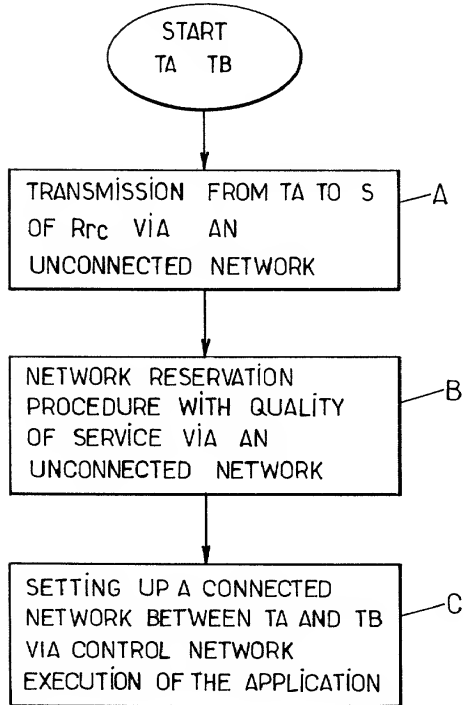 START
TA TB
TRANSMISSION FROM TA TO S
OF Rrc VIA AN
UNCONNECTED NETWORK
A
NETWORK RESERVATION
PROCEDURE WITH QUALITY
OF SERVICE VIA AN
UNCONNECTED NETWORK
B
SETTING UP A CONNECTED
NETWORK BETWEEN TA AND TB
VIA CONTROL NETWORK
EXECUTION OF THE APPLICATION
C